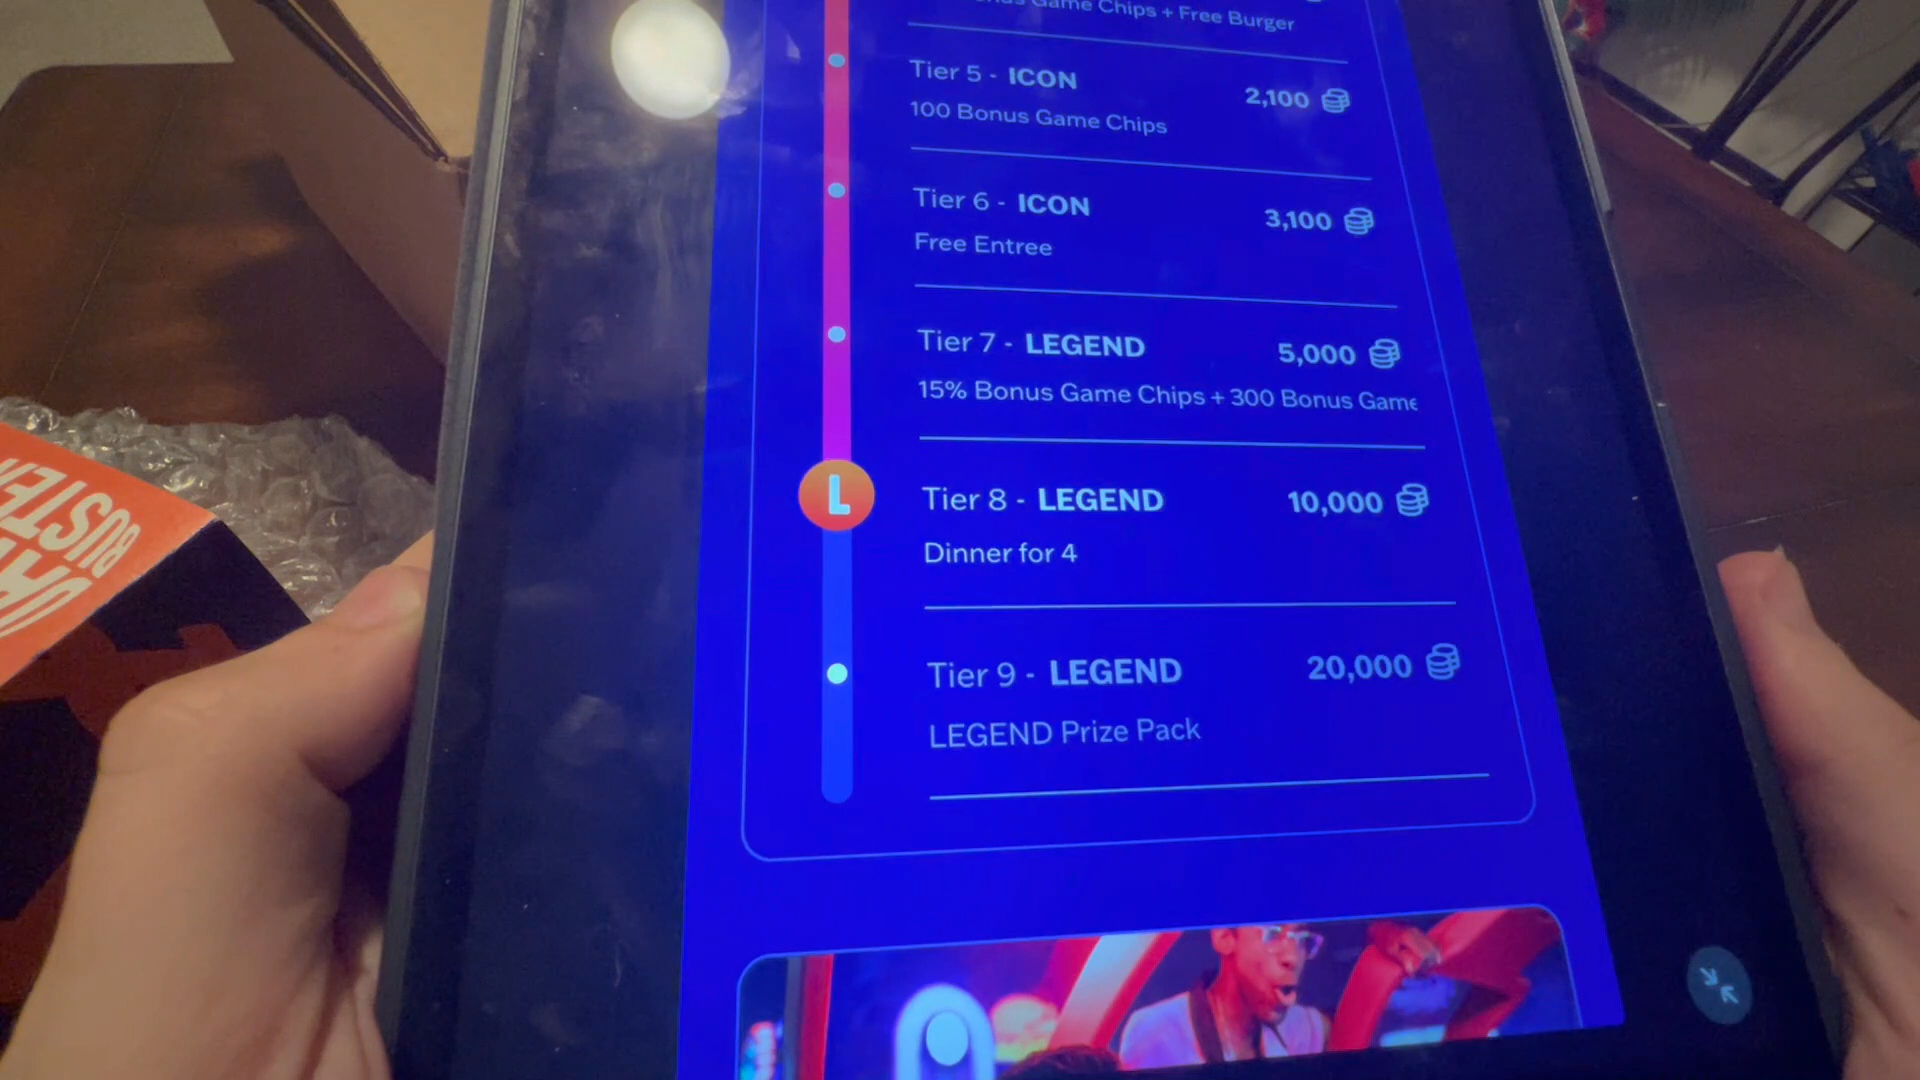 Game Chips + Free Burger
Tier 5 - ICON
2,100
100 Bonus Game Chips
Tier 6 - ICON
3,100
Free Entree
Tier 7 - LEGEND
5,000
15% Bonus Game Chips + 300 Bonus Game
L
Tier 8 - LEGEND
10,000
Dinner for 4
Tier 9 - LEGEND
20,000
LEGEND Prize Pack